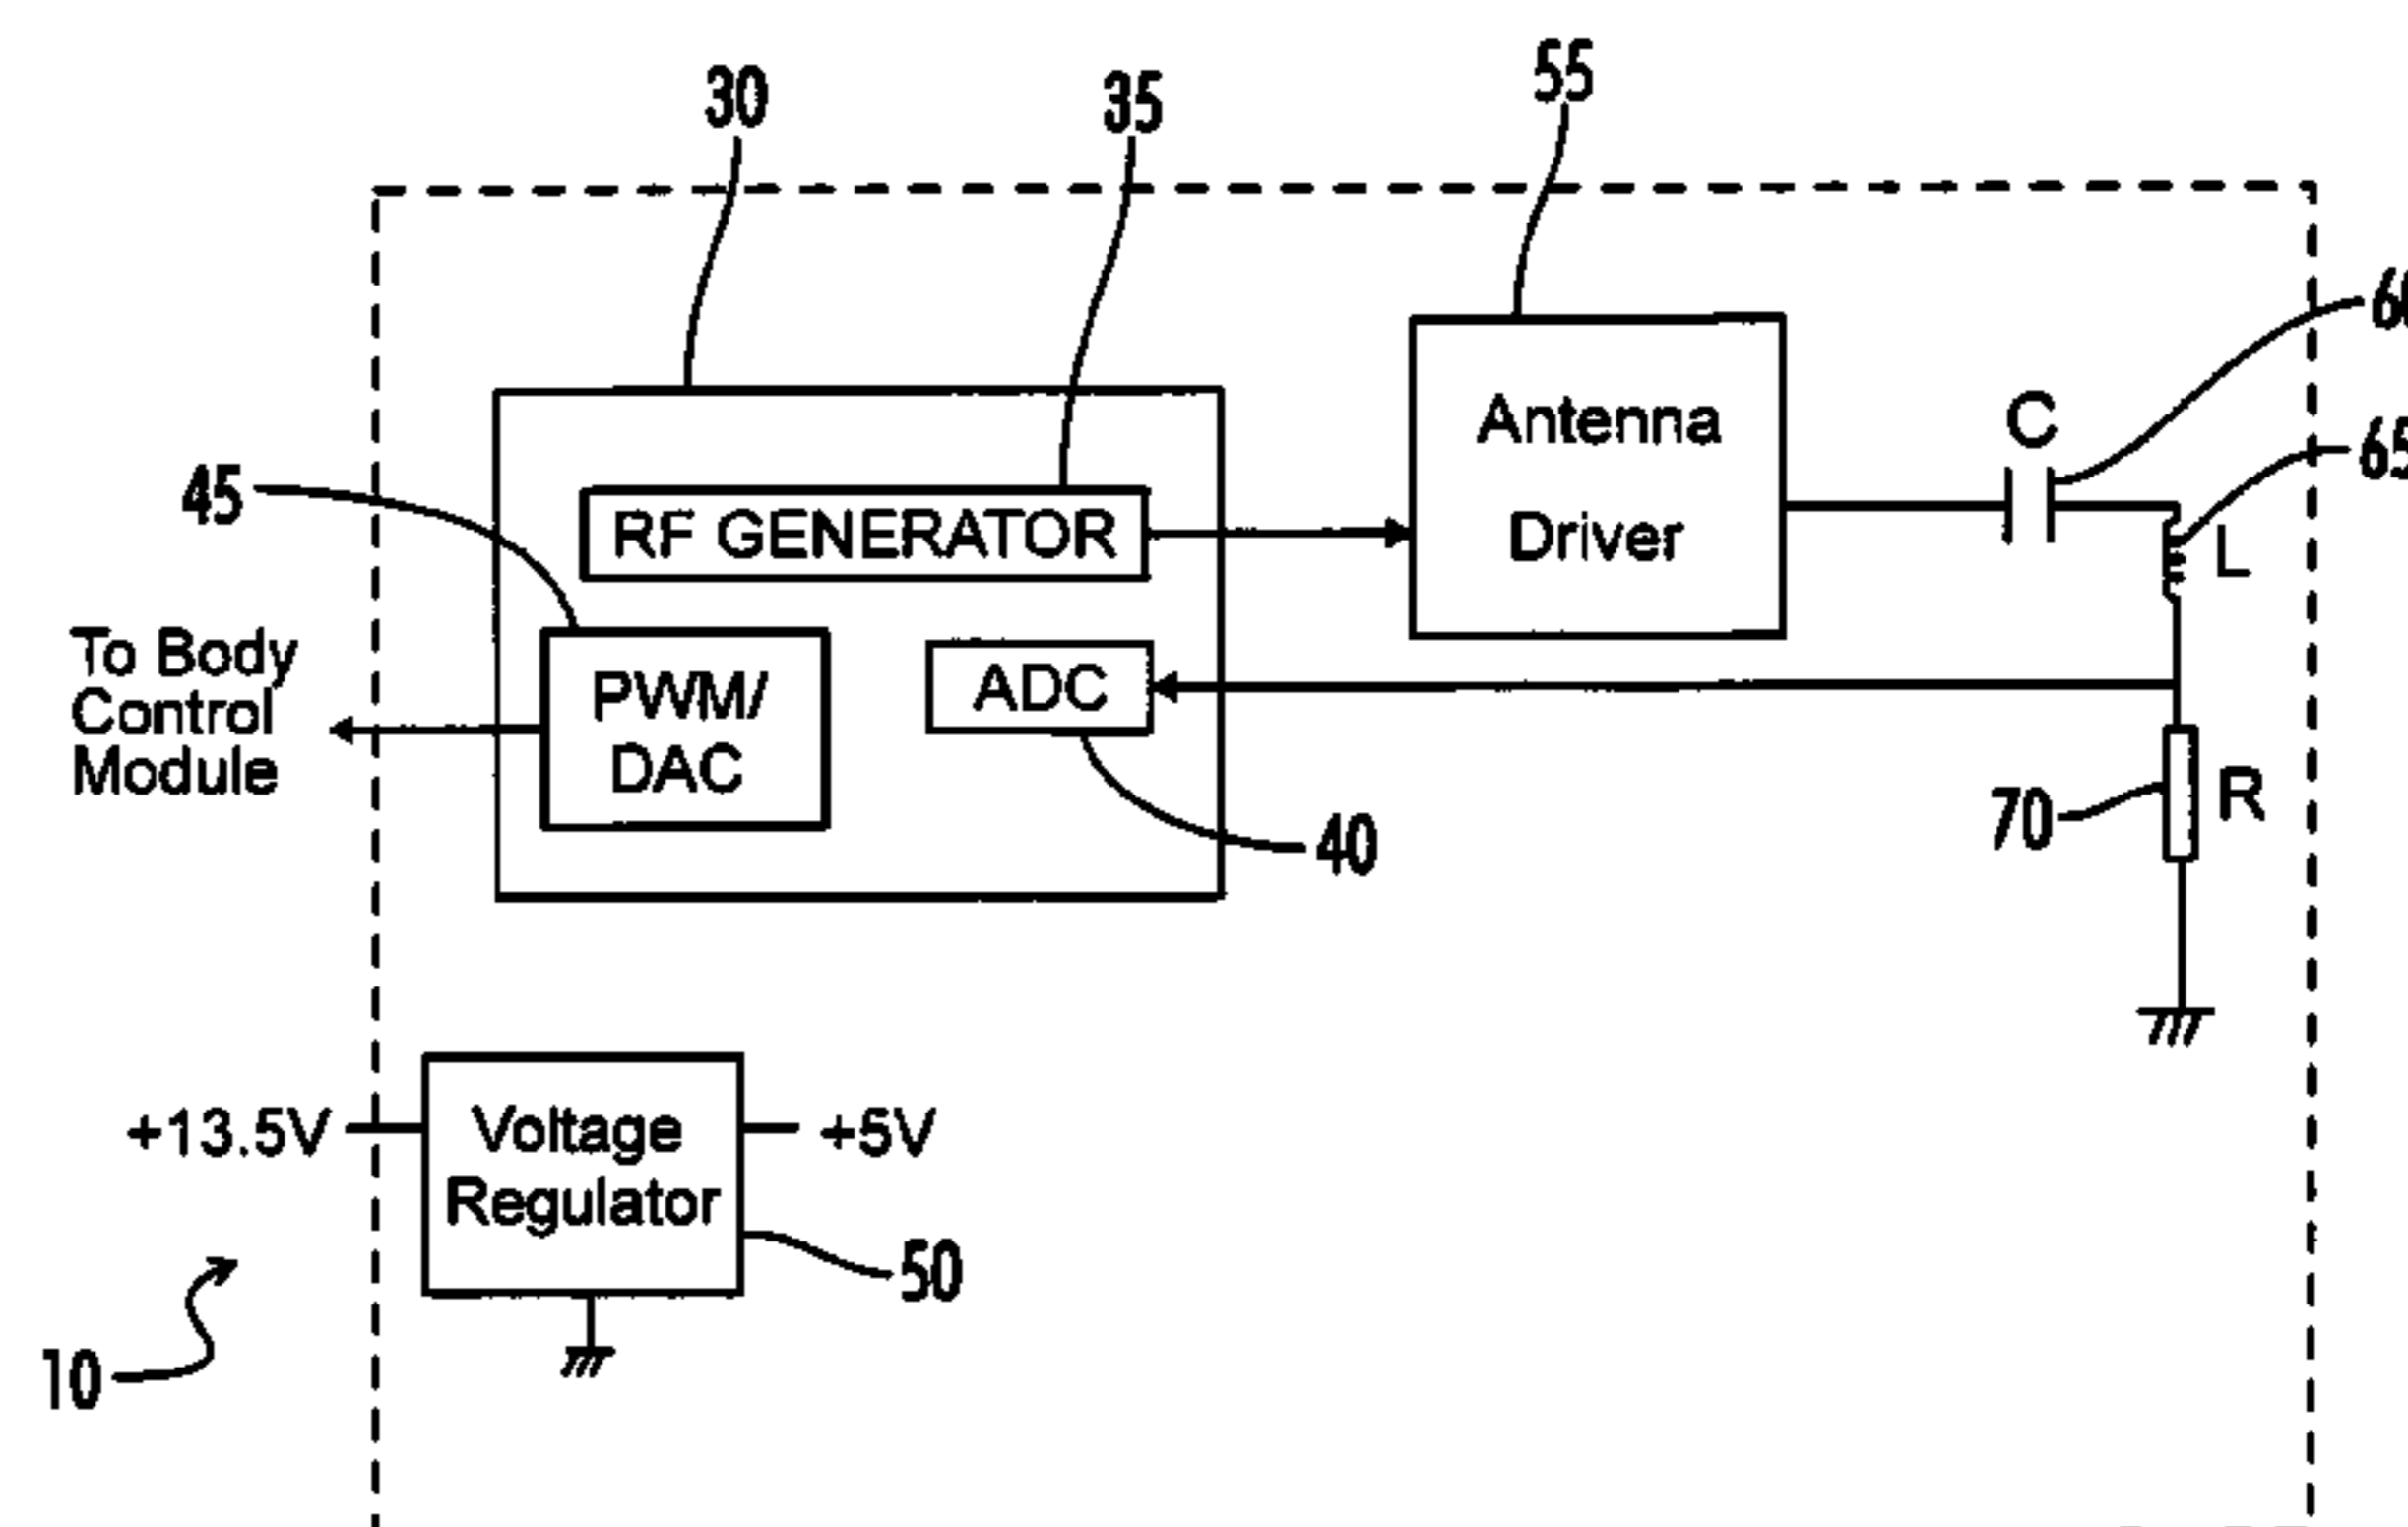 30
35
55
60
C
65
L
Antenna
Driver
RF GENERATOR
45
To Body
Control
Module
PWM/
DAC
ADC
40
70
R
+13.5V
Voltage
Regulator
+5V
50
10